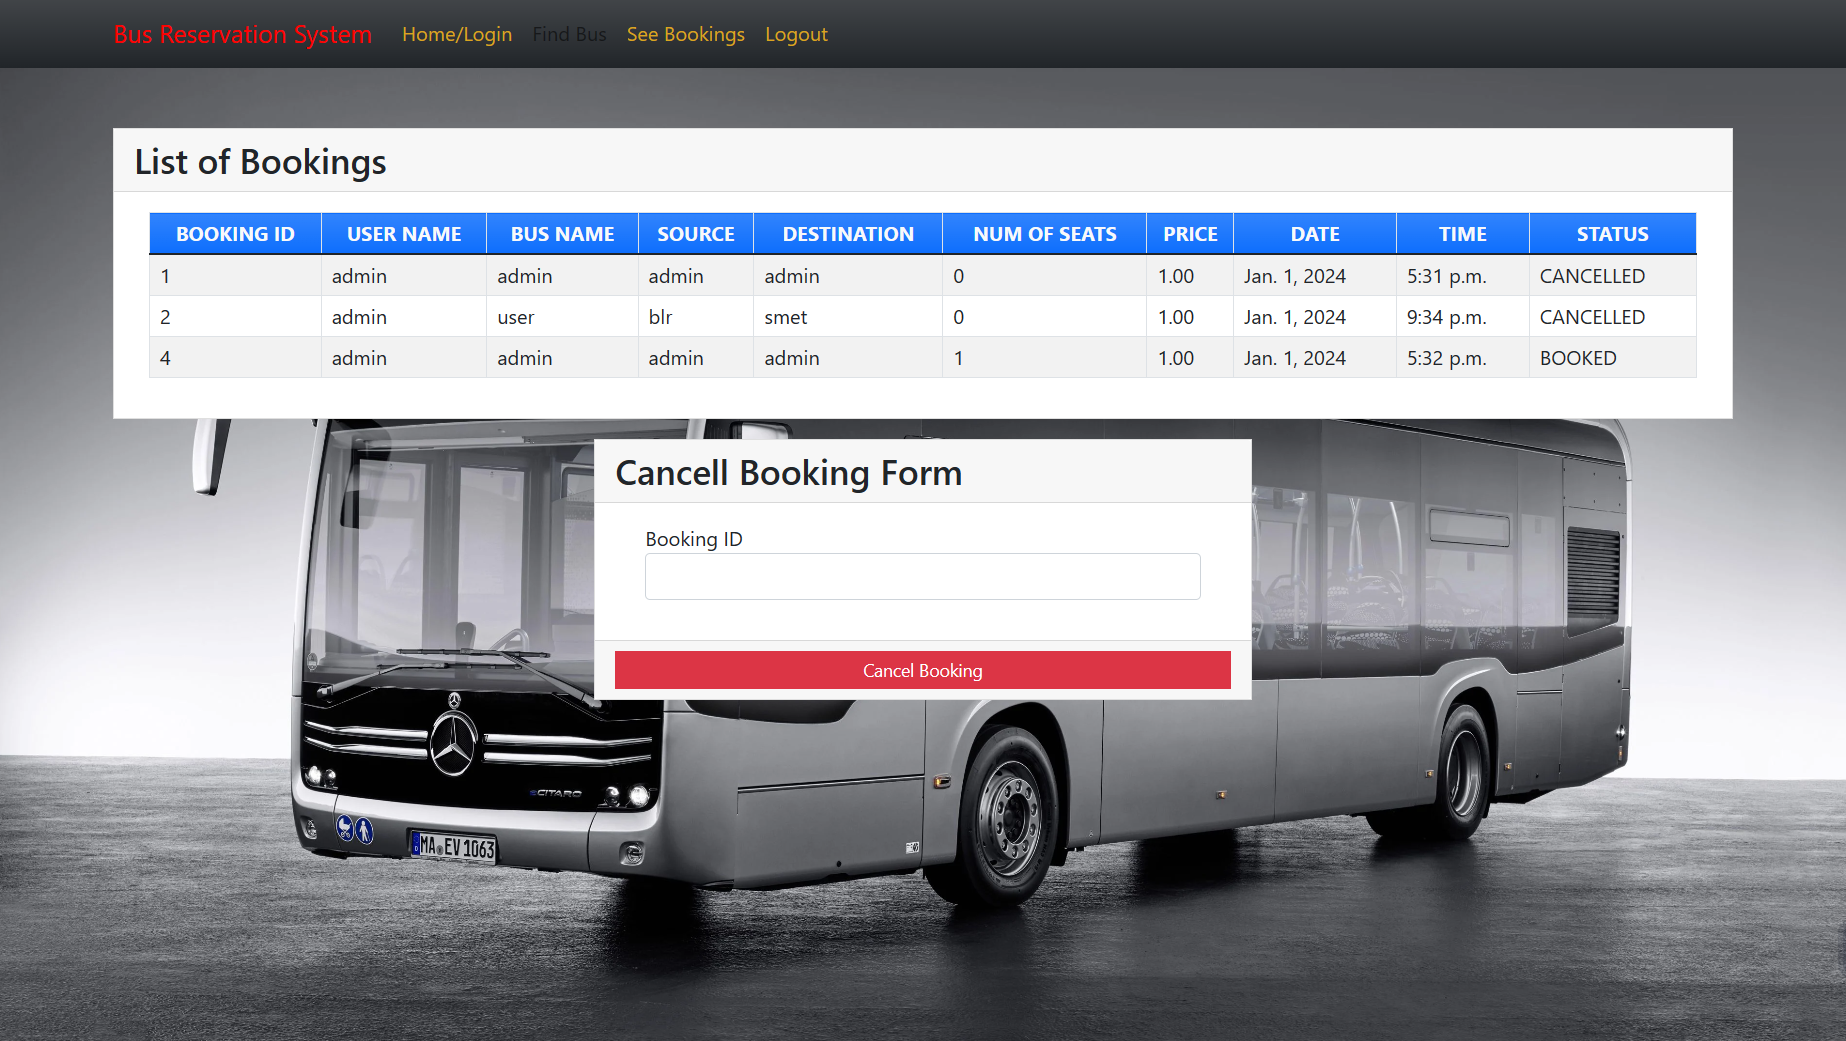 Bus Reservation System Home/Login Find Bus See Bookings Logout
List of Bookings
BOOKING ID USER NAME BUS NAME SOURCE DESTINATION NUM OF SEATS PRICE DATE TIME STATUS
1 admin admin admin admin 0 1.00 Jan. 1, 2024 5:31 p.m. CANCELLED
2 admin user blr smet 0 1.00 Jan. 1, 2024 9:34 p.m. CANCELLED
4 admin admin admin admin 1 1.00 Jan. 1, 2024 5:32 p.m. BOOKED
Cancell Booking Form
Booking ID
Cancel Booking
eCITARO
MA EV 1063